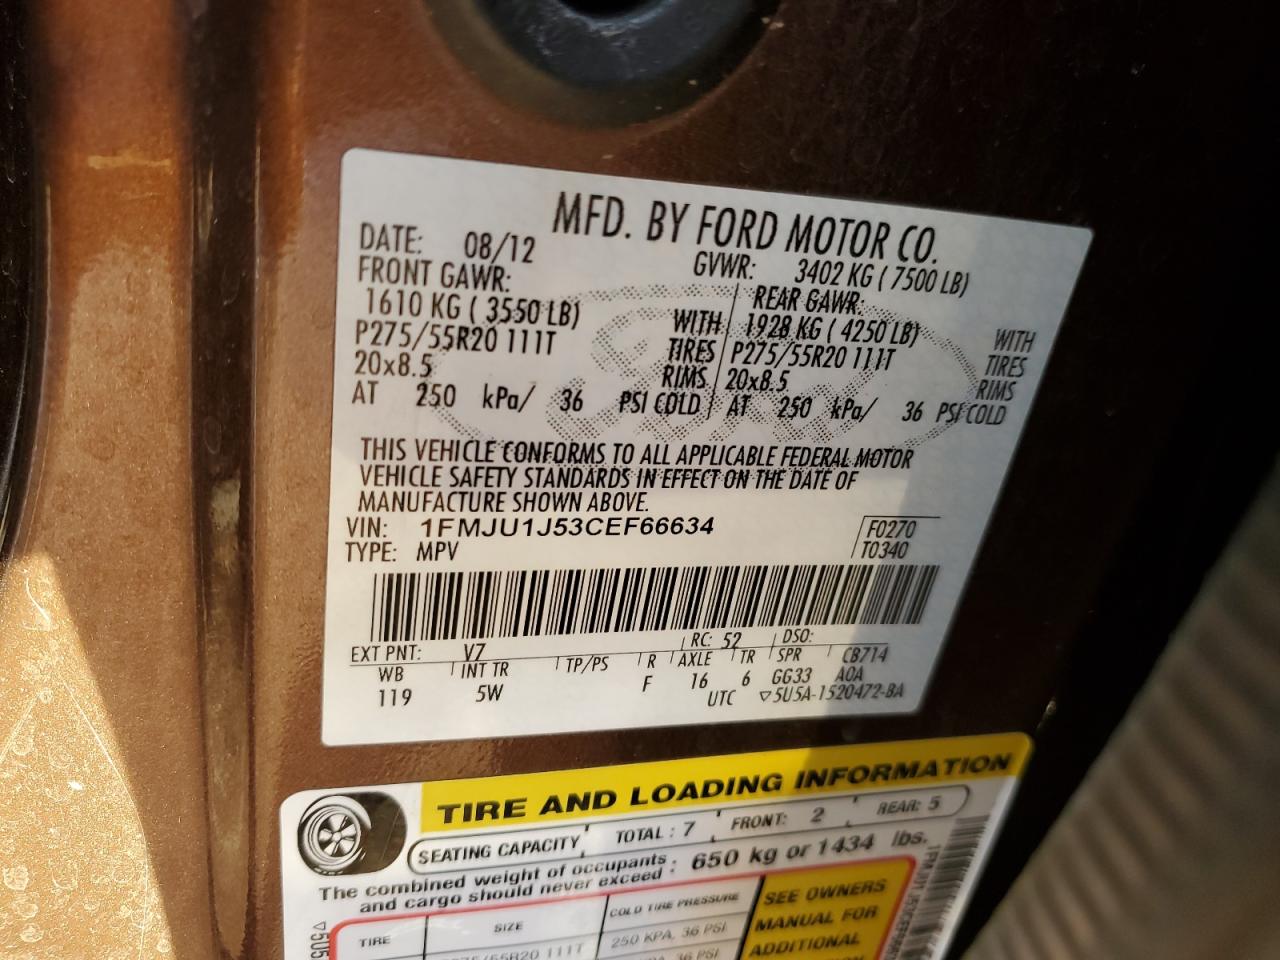 MFD. BY FORD MOTOR CO.
DATE: 08/12 GVWR: 3402 KG ( 7500 LB)
FRONT GAWR: REAR GAWR:
1610 KG ( 3550 LB) WITH 1928 KG ( 4250 LB) WITH
P275/55R20 111T TIRES P275/55R20 111T TIRES
20x8.5 RIMS 20x8.5 RIMS
AT 250 kPa/ 36 PSI COLD AT 250 kPa/ 36 PSI COLD
THIS VEHICLE CONFORMS TO ALL APPLICABLE FEDERAL MOTOR
VEHICLE SAFETY STANDARDS IN EFFECT ON THE DATE OF
MANUFACTURE SHOWN ABOVE.
VIN: 1FMJU1J53CEF66634 F0270
TYPE: MPV T0340
EXT PNT: V7 RC: 52 DSO:
WB INT TR TP/PS R AXLE TR SPR CB714
119 5W F 16 6 GG33 A0A
UTC ▽5U5A-1520472-BA
TIRE AND LOADING INFORMATION
SEATING CAPACITY TOTAL : 7 FRONT: 2 REAR: 5
The combined weight of occupants : 650 kg or 1434 lbs.
and cargo should never exceed
TIRE SIZE COLD TIRE PRESSURE SEE OWNERS
275/55R20 111T 250 KPA, 36 PSI MANUAL FOR
36 PSI ADDITIONAL
▽5U5